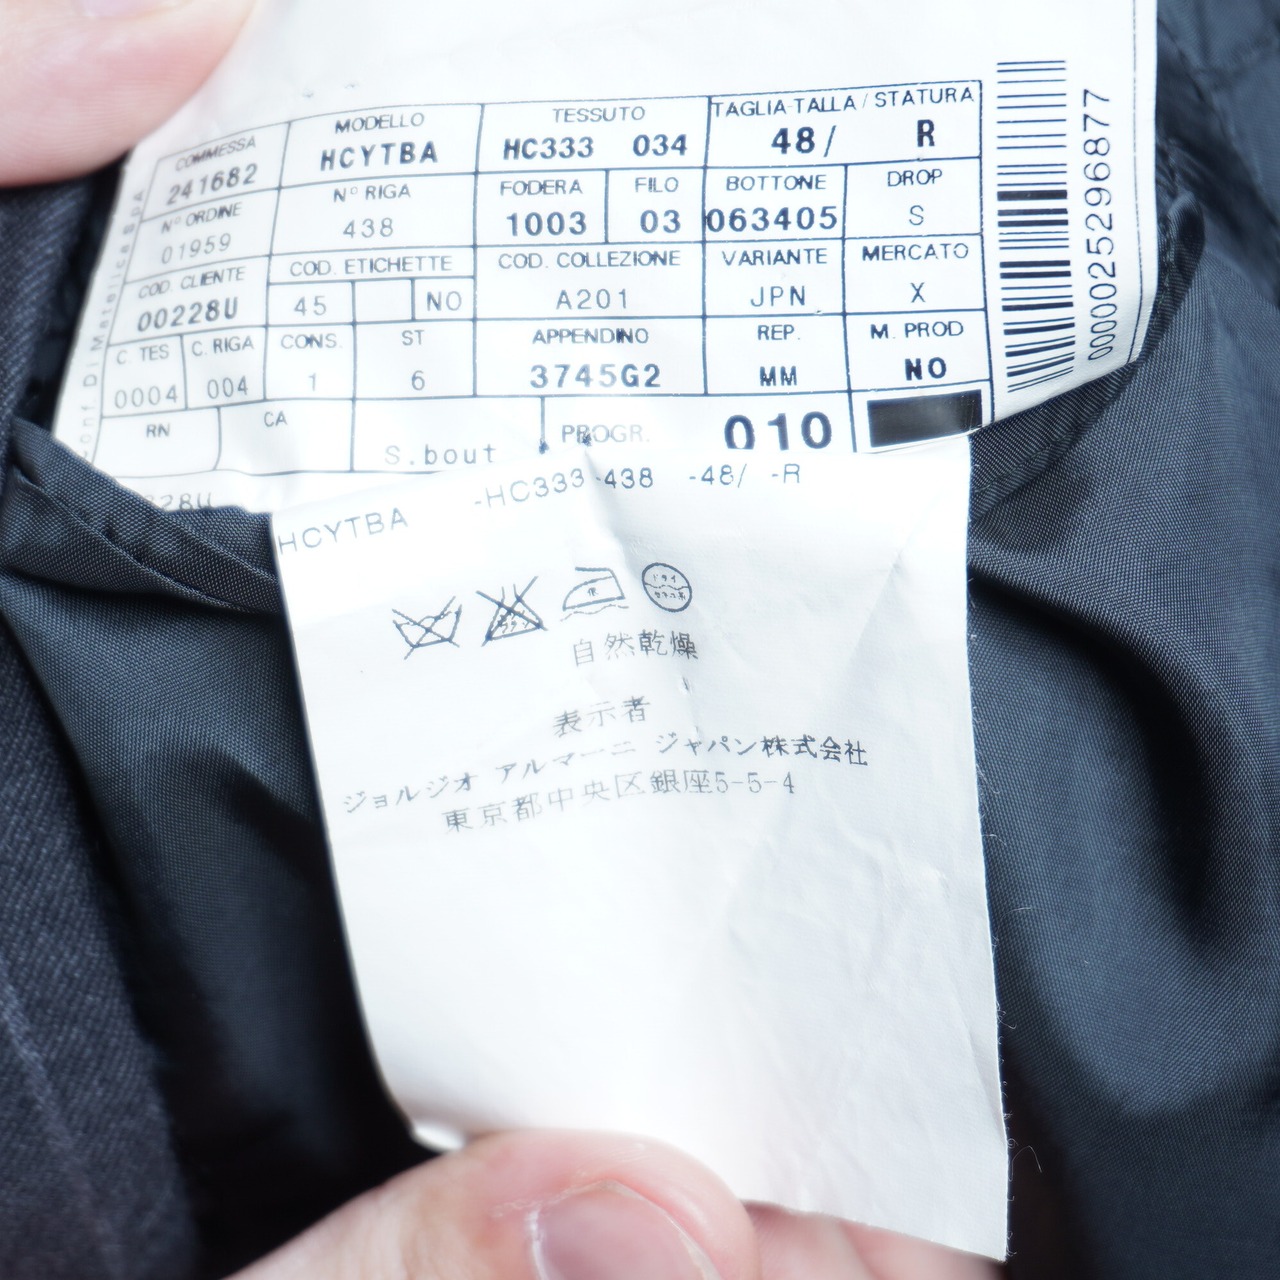 COMMESSA MODELLO TESSUTO TAGLIA-TALLA / STATURA
241682 HCYTBA HC333 034 48/ R
N° ORDINE N° RIGA FODERA FILO BOTTONE DROP
01959 438 1003 03 063405 S
COD. CLIENTE COD. ETICHETTE COD. COLLEZIONE VARIANTE MERCATO
00228U 45 NO A201 JPN X
C. TES C. RIGA CONS. ST APPENDINO REP. M. PROD
0004 004 1 6 3745G2 MM NO
RN CA S.bout PROGR. 010
0000025296877
HCYTBA -HC333-438 -48/ -R
ドライ
自然乾燥
表示者
ジョルジオ アルマーニ ジャパン株式会社
東京都中央区銀座5-5-4